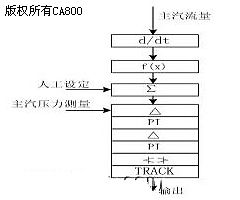 版权所有CA800
主汽流量
d/dt
f(x)
人工设定
Σ
主汽压力测量
△
PI
△
PI
TRACK
输出